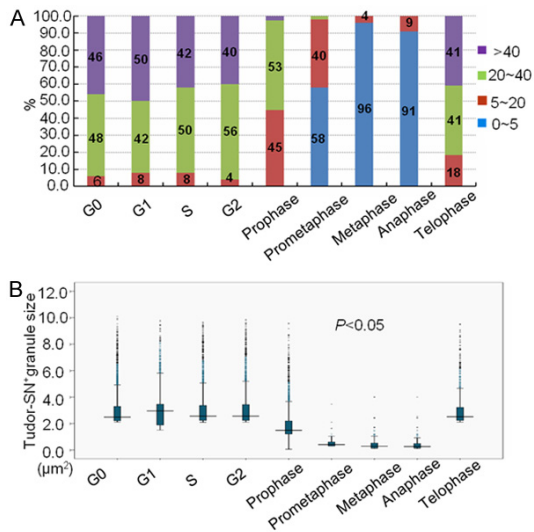 A
100.0
90.0
80.0
70.0
60.0
50.0
40.0
30.0
20.0
10.0
0.0
%
46 50 42 40 53 40 4 9 41
48 42 50 56 45 58 96 91 41
6 8 8 4 18
>40
20~40
5~20
0~5
G0 G1 S G2 Prophase Prometaphase Metaphase Anaphase Telophase
B
Tudor-SN+granule size
(μm²)
12.0
10.0
8.0
6.0
4.0
2.0
0.0
P<0.05
G0 G1 S G2 Prophase Prometaphase Metaphase Anaphase Telophase